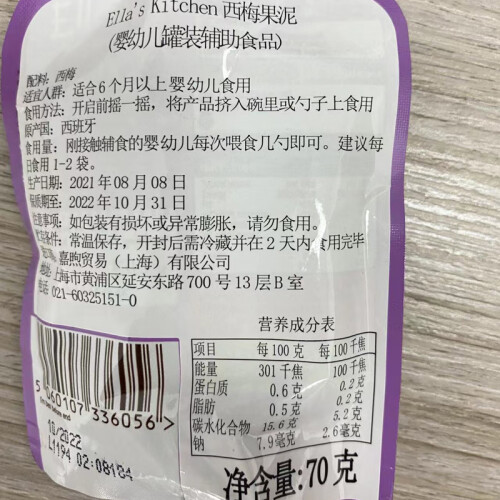 Ella's Kitchen 西梅果泥
(婴幼儿罐装辅助食品)
配料: 西梅
适宜人群: 适合6个月以上婴幼儿食用
食用方法: 开启前摇一摇, 将产品挤入碗里或勺子上食用
原产国: 西班牙
食用量: 刚接触辅食的婴幼儿每次喂食几勺即可。建议每
日食用1-2袋。
生产日期: 2021年08月08日
保质期至: 2022年10月31日
注意事项: 如包装有损坏或异常膨胀, 请勿食用。
条件: 常温保存, 开封后需冷藏并在2天内食用完毕
嘉煦贸易(上海)有限公司
上海市黄浦区延安东路700号13层B室
电话: 021-60325151-0
营养成分表
项目 每100克 每100千焦
能量 301千焦 100千焦
蛋白质 0.6克 0.2克
脂肪 0.5克 0.2克
碳水化合物 15.6克 5.2克
钠 7.9毫克 2.6毫克
净含量:70克
5 060107 336056 >
10/2022
L1194 02:08184